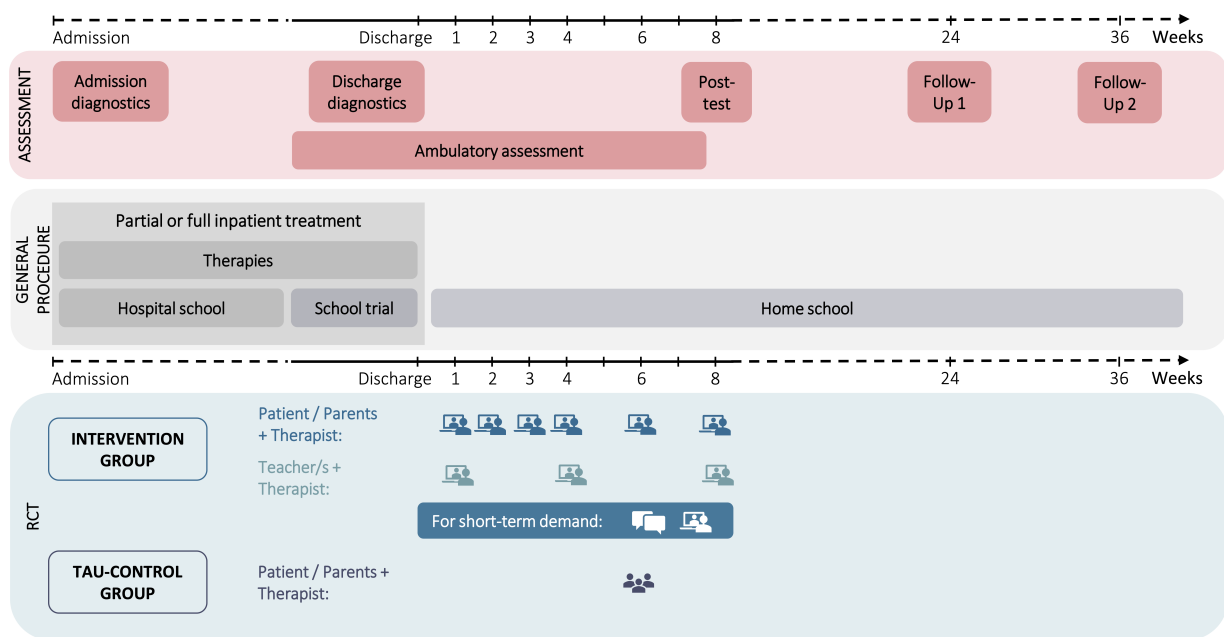 Admission Discharge 1 2 3 4 6 8 24 36 Weeks
ASSESSMENT
Admission
diagnostics
Discharge
diagnostics
Post-
test
Follow-
Up 1
Follow-
Up 2
Ambulatory assessment
GENERAL
PROCEDURE
Partial or full inpatient treatment
Therapies
Hospital school
School trial
Home school
Admission Discharge 1 2 3 4 6 8 24 36 Weeks
RCT
INTERVENTION
GROUP
Patient / Parents
+ Therapist:
Teacher/s +
Therapist:
For short-term demand:
TAU-CONTROL
GROUP
Patient / Parents +
Therapist: